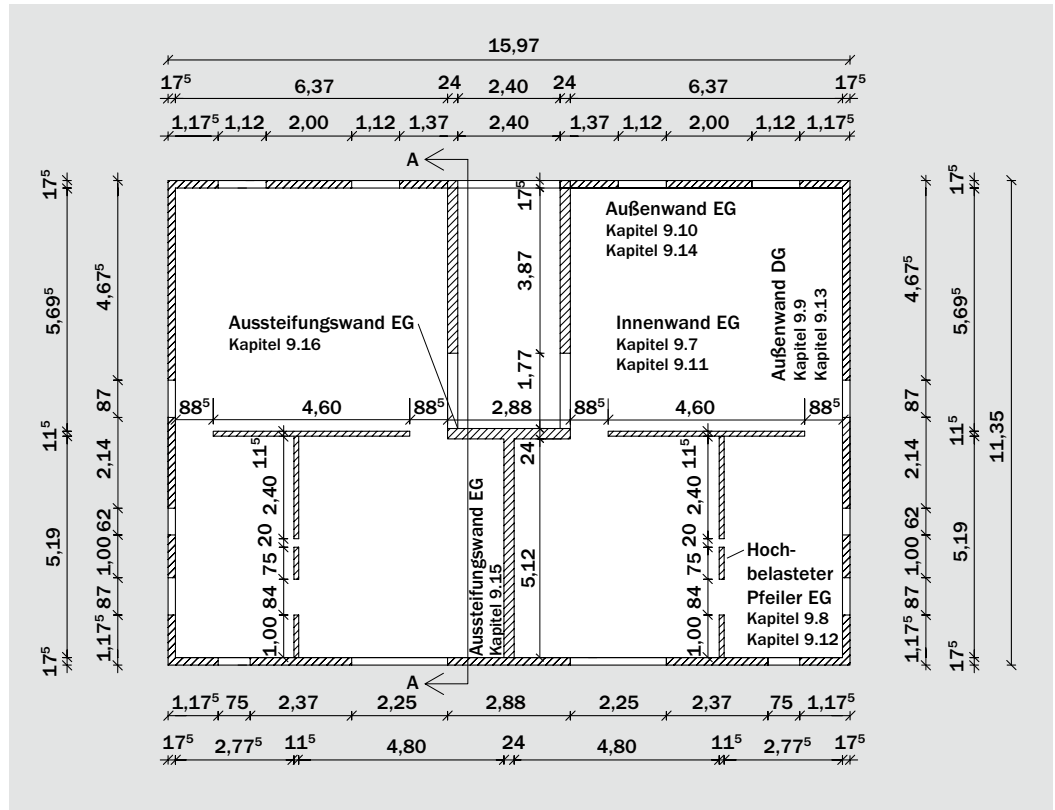 15,97
17⁵ 6,37 24 2,40 24 6,37 17⁵
1,17⁵ 1,12 2,00 1,12 1,37 2,40 1,37 1,12 2,00 1,12 1,17⁵
A
17⁵
5,69⁵
11⁵
5,19
17⁵
4,67⁵
87
2,14
62
1,00
87
1,17⁵
17⁵
3,87
1,77
Außenwand EG
Kapitel 9.10
Kapitel 9.14
Aussteifungswand EG
Kapitel 9.16
Innenwand EG
Kapitel 9.7
Kapitel 9.11
Außenwand DG
Kapitel 9.9
Kapitel 9.13
88⁵ 4,60 88⁵ 2,88 88⁵ 4,60 88⁵
11⁵
2,40
20
75
84
1,00
Aussteifungswand EG
Kapitel 9.15
24
5,12
11⁵
2,40
20
75
84
1,00
Hoch-
belasteter
Pfeiler EG
Kapitel 9.8
Kapitel 9.12
4,67⁵
87
2,14
62
1,00
87
1,17⁵
17⁵
5,69⁵
11⁵
5,19
17⁵
11,35
A
1,17⁵ 75 2,37 2,25 2,88 2,25 2,37 75 1,17⁵
17⁵ 2,77⁵ 11⁵ 4,80 24 4,80 11⁵ 2,77⁵ 17⁵